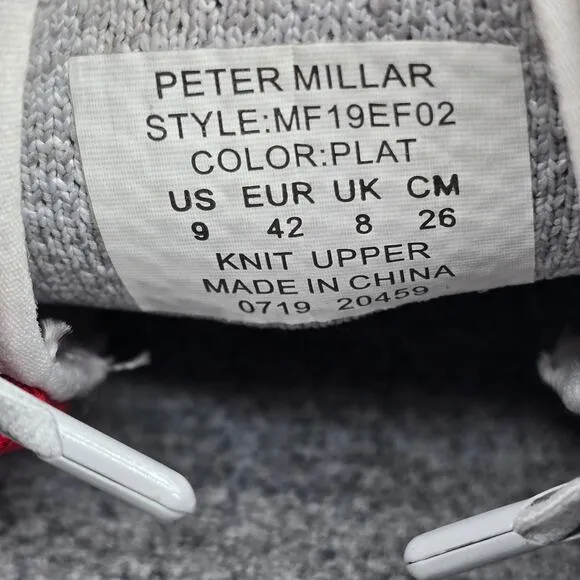 PETER MILLAR
STYLE:MF19EF02
COLOR:PLAT
US EUR UK CM
9 42 8 26
KNIT UPPER
MADE IN CHINA
0719 20459